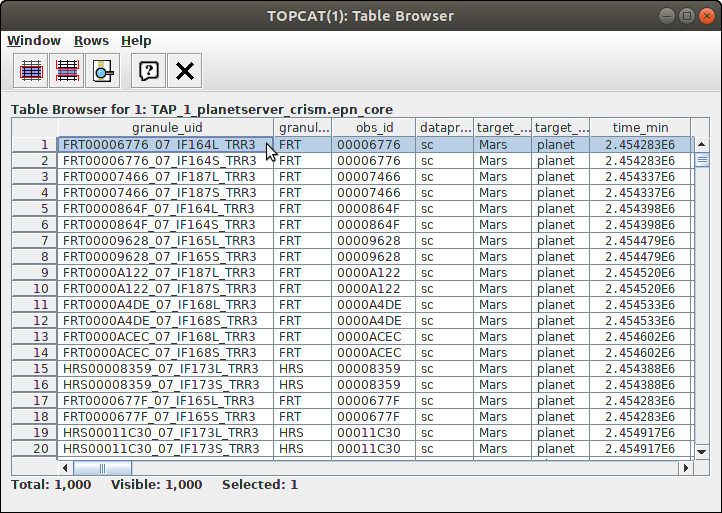 TOPCAT(1): Table Browser
Window Rows Help
Table Browser for 1: TAP_1_planetserver_crism.epn_core
granule_uid granul... obs_id datapr... target_... target_... time_min
1 FRT00006776_07_IF164L_TRR3 FRT 00006776 sc Mars planet 2.454283E6
2 FRT00006776_07_IF164S_TRR3 FRT 00006776 sc Mars planet 2.454283E6
3 FRT00007466_07_IF187L_TRR3 FRT 00007466 sc Mars planet 2.454337E6
4 FRT00007466_07_IF187S_TRR3 FRT 00007466 sc Mars planet 2.454337E6
5 FRT0000864F_07_IF164L_TRR3 FRT 0000864F sc Mars planet 2.454398E6
6 FRT0000864F_07_IF164S_TRR3 FRT 0000864F sc Mars planet 2.454398E6
7 FRT00009628_07_IF165L_TRR3 FRT 00009628 sc Mars planet 2.454479E6
8 FRT00009628_07_IF165S_TRR3 FRT 00009628 sc Mars planet 2.454479E6
9 FRT0000A122_07_IF187L_TRR3 FRT 0000A122 sc Mars planet 2.454520E6
10 FRT0000A122_07_IF187S_TRR3 FRT 0000A122 sc Mars planet 2.454520E6
11 FRT0000A4DE_07_IF168L_TRR3 FRT 0000A4DE sc Mars planet 2.454533E6
12 FRT0000A4DE_07_IF168S_TRR3 FRT 0000A4DE sc Mars planet 2.454533E6
13 FRT0000ACEC_07_IF168L_TRR3 FRT 0000ACEC sc Mars planet 2.454602E6
14 FRT0000ACEC_07_IF168S_TRR3 FRT 0000ACEC sc Mars planet 2.454602E6
15 HRS00008359_07_IF173L_TRR3 HRS 00008359 sc Mars planet 2.454388E6
16 HRS00008359_07_IF173S_TRR3 HRS 00008359 sc Mars planet 2.454388E6
17 FRT0000677F_07_IF165L_TRR3 FRT 0000677F sc Mars planet 2.454283E6
18 FRT0000677F_07_IF165S_TRR3 FRT 0000677F sc Mars planet 2.454283E6
19 HRS00011C30_07_IF173L_TRR3 HRS 00011C30 sc Mars planet 2.454917E6
20 HRS00011C30_07_IF173S_TRR3 HRS 00011C30 sc Mars planet 2.454917E6
Total: 1,000 Visible: 1,000 Selected: 1